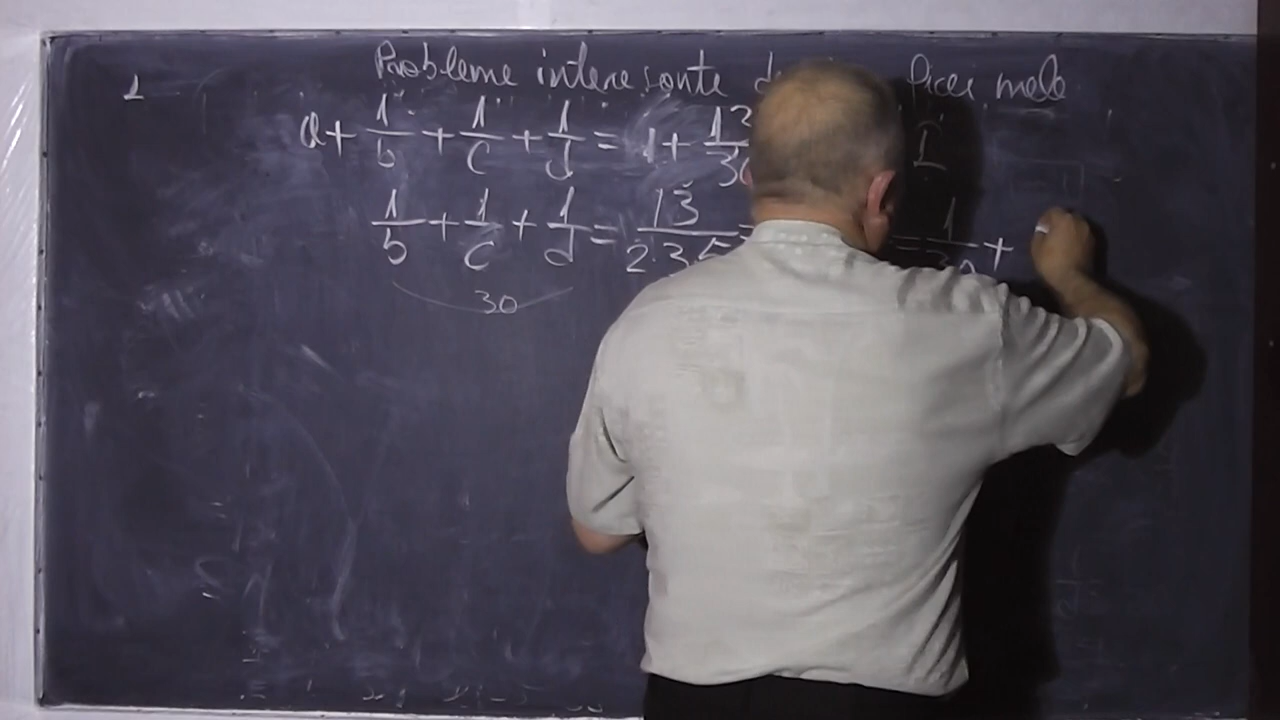 1 Probleme interesante mele
a + 1/b + 1/c + 1/d = 1 + 13/30
1/b + 1/c + 1/d = 13/2·3·5 = 1/30 +
30